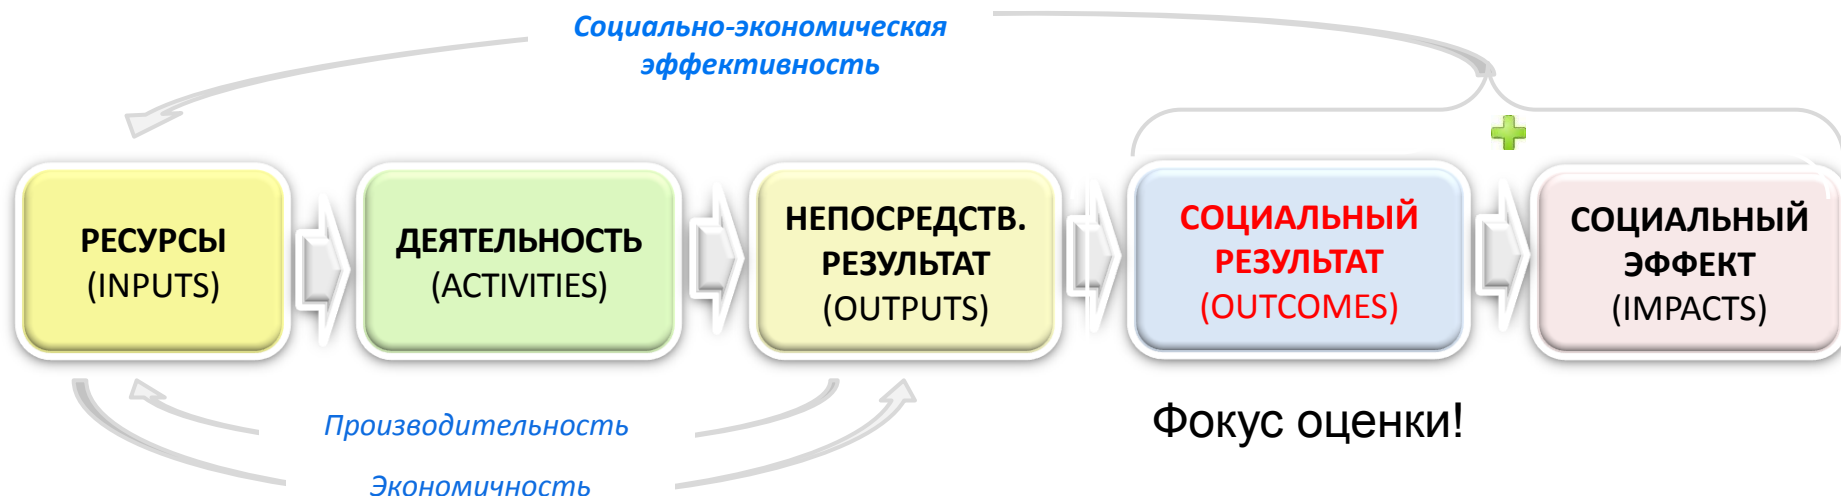 Социально-экономическая
эффективность
РЕСУРСЫ
(INPUTS)
ДЕЯТЕЛЬНОСТЬ
(ACTIVITIES)
НЕПОСРЕДСТВ.
РЕЗУЛЬТАТ
(OUTPUTS)
СОЦИАЛЬНЫЙ
РЕЗУЛЬТАТ
(OUTCOMES)
СОЦИАЛЬНЫЙ
ЭФФЕКТ
(IMPACTS)
Производительность
Экономичность
Фокус оценки!